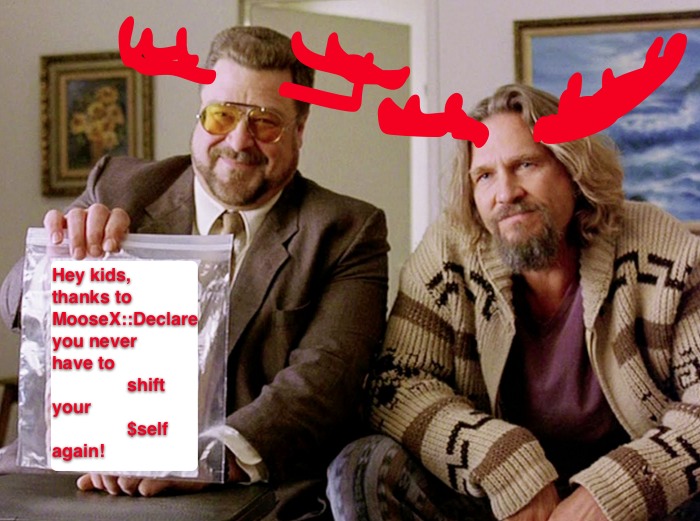 Hey kids,
thanks to
MooseX::Declare
you never
have to
shift
your
$self
again!